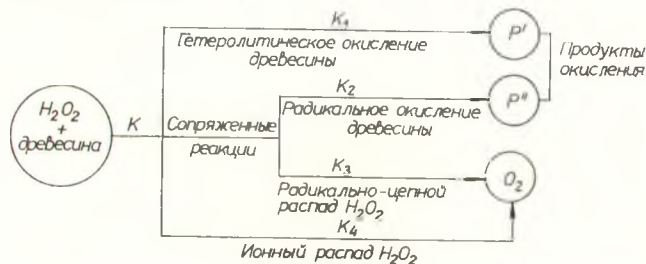 K₁
Гетеролитическое окисление
древесины
P'
Продукты
окисления
H₂O₂
+
древесина
K
Сопряженные
реакции
K₂
Радикальное окисление
древесины
P"
K₃
Радикально-цепной
распад H₂O₂
O₂
K₄
Ионный распад H₂O₂